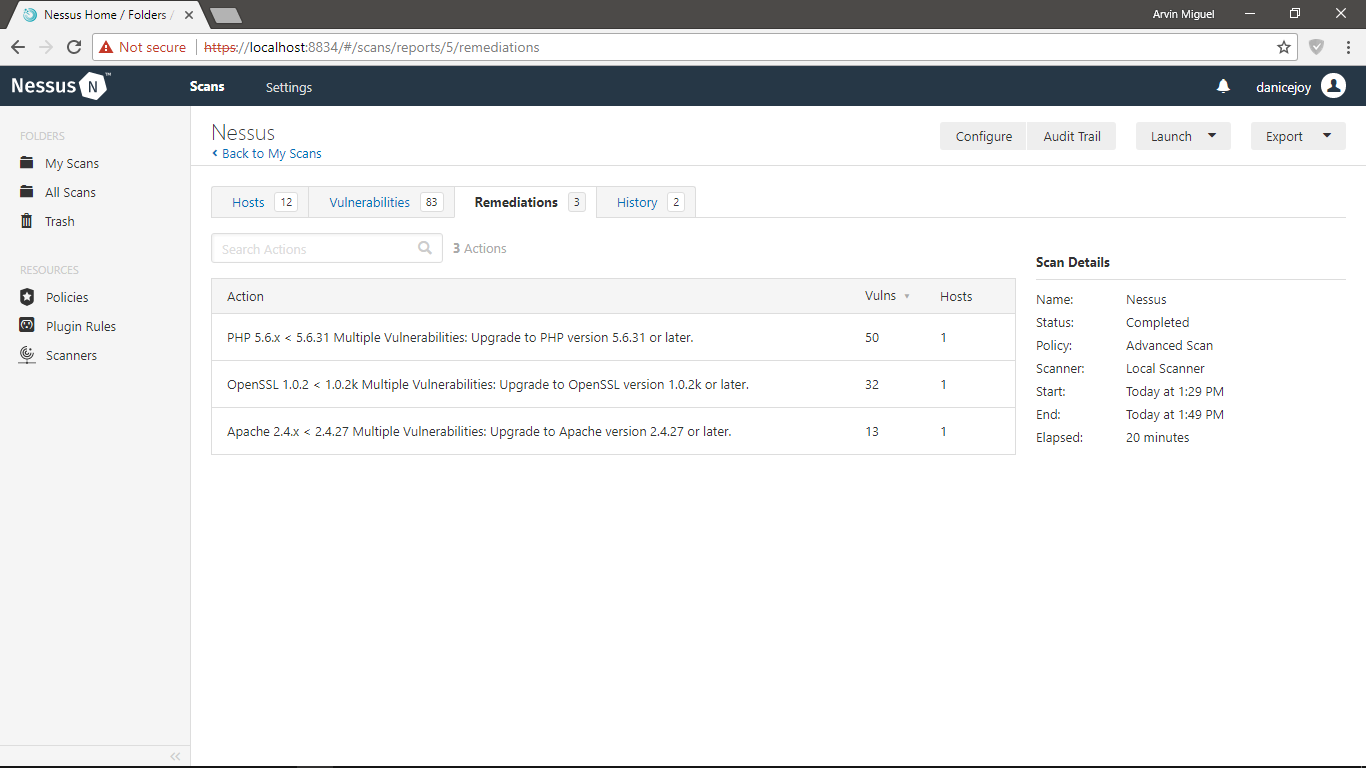 Nessus Home / Folders /
Arvin Miguel
Not secure https://localhost:8834/#/scans/reports/5/remediations
Nessus N ™
Scans Settings
danicejoy
FOLDERS
My Scans
All Scans
Trash
RESOURCES
Policies
Plugin Rules
Scanners
Nessus
Back to My Scans
Configure Audit Trail Launch Export
Hosts 12 Vulnerabilities 83 Remediations 3 History 2
Search Actions 3 Actions
Action Vulns Hosts
PHP 5.6.x < 5.6.31 Multiple Vulnerabilities: Upgrade to PHP version 5.6.31 or later. 50 1
OpenSSL 1.0.2 < 1.0.2k Multiple Vulnerabilities: Upgrade to OpenSSL version 1.0.2k or later. 32 1
Apache 2.4.x < 2.4.27 Multiple Vulnerabilities: Upgrade to Apache version 2.4.27 or later. 13 1
Scan Details
Name: Nessus
Status: Completed
Policy: Advanced Scan
Scanner: Local Scanner
Start: Today at 1:29 PM
End: Today at 1:49 PM
Elapsed: 20 minutes